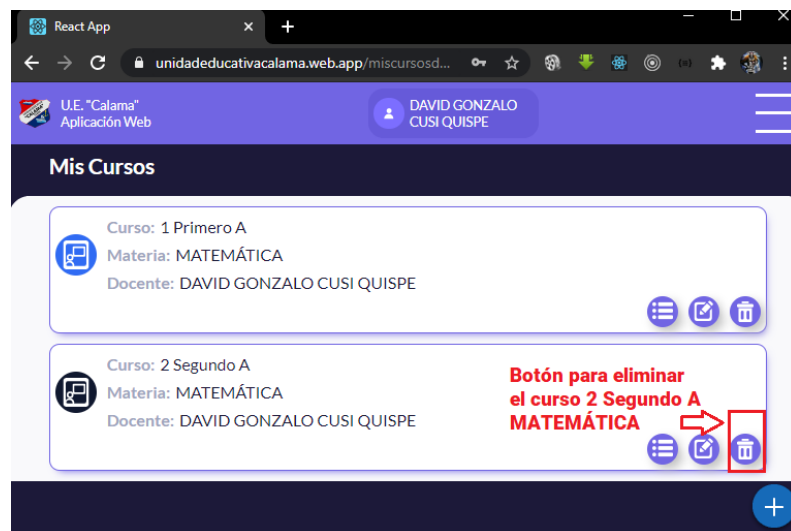 React App
unidadeducativacalama.web.app/miscursosd...
U.E. "Calama"
Aplicación Web
DAVID GONZALO
CUSI QUISPE
Mis Cursos
Curso: 1 Primero A
Materia: MATEMÁTICA
Docente: DAVID GONZALO CUSI QUISPE
Curso: 2 Segundo A
Materia: MATEMÁTICA
Docente: DAVID GONZALO CUSI QUISPE
Botón para eliminar
el curso 2 Segundo A
MATEMÁTICA